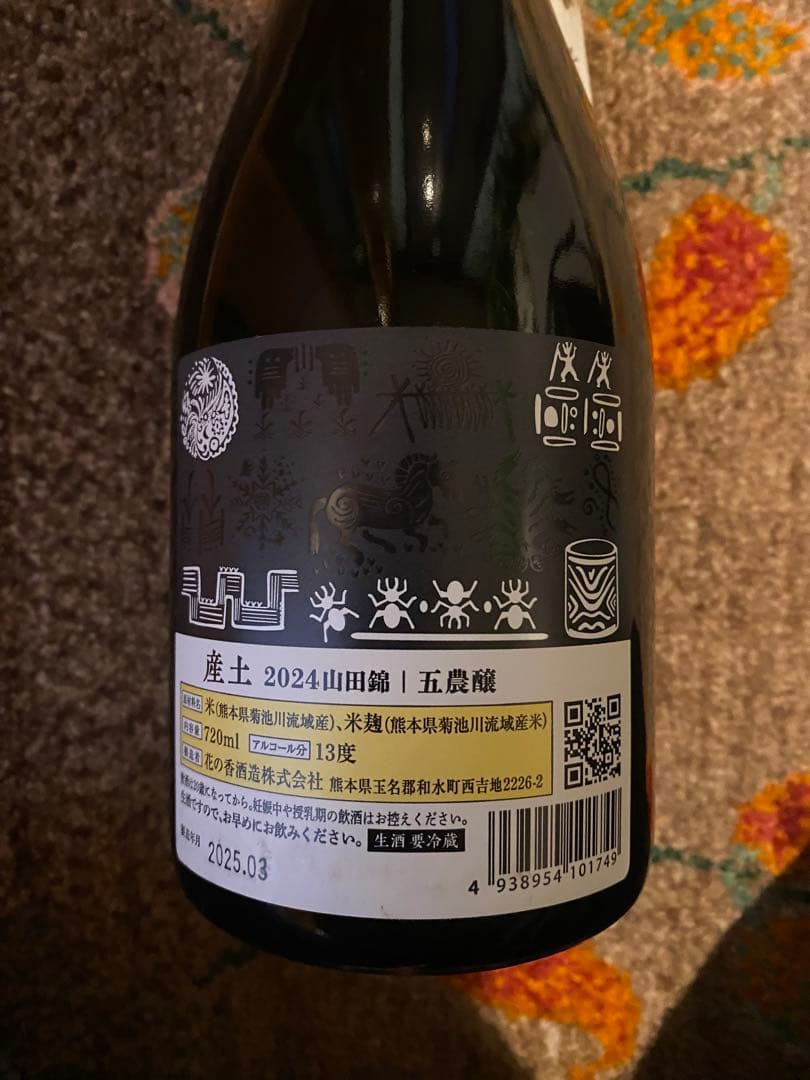 産土 2024山田錦 | 五農醸
原材料名 米(熊本県菊池川流域産)、米麹(熊本県菊池川流域産米)
内容量 720ml アルコール分 13度
醸造者 花の香酒造株式会社 熊本県玉名郡和水町西吉地2226-2
飲酒は20歳になってから。妊娠中や授乳期の飲酒はお控えください。
生酒ですので、お早めにお飲みください。 生酒 要冷蔵
製造年月 2025.03
4 938954 101749